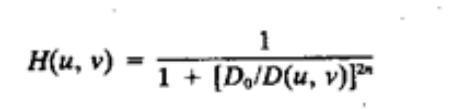 H(u, v) = 1 / 1 + [D₀/D(u, v)]²ⁿ